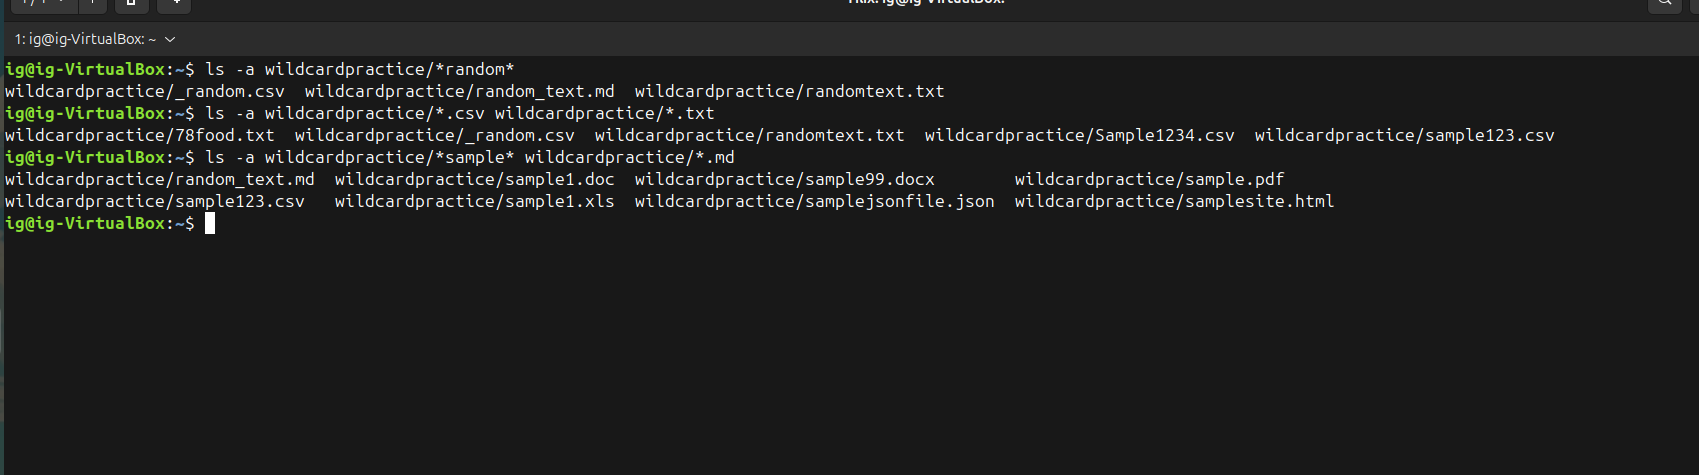 1: ig@ig-VirtualBox: ~
ig@ig-VirtualBox:~$ ls -a wildcardpractice/*random*
wildcardpractice/_random.csv  wildcardpractice/random_text.md  wildcardpractice/randomtext.txt
ig@ig-VirtualBox:~$ ls -a wildcardpractice/*.csv wildcardpractice/*.txt
wildcardpractice/78food.txt  wildcardpractice/_random.csv  wildcardpractice/randomtext.txt  wildcardpractice/Sample1234.csv  wildcardpractice/sample123.csv
ig@ig-VirtualBox:~$ ls -a wildcardpractice/*sample* wildcardpractice/*.md
wildcardpractice/random_text.md  wildcardpractice/sample1.doc  wildcardpractice/sample99.docx        wildcardpractice/sample.pdf
wildcardpractice/sample123.csv   wildcardpractice/sample1.xls  wildcardpractice/samplejsonfile.json  wildcardpractice/samplesite.html
ig@ig-VirtualBox:~$